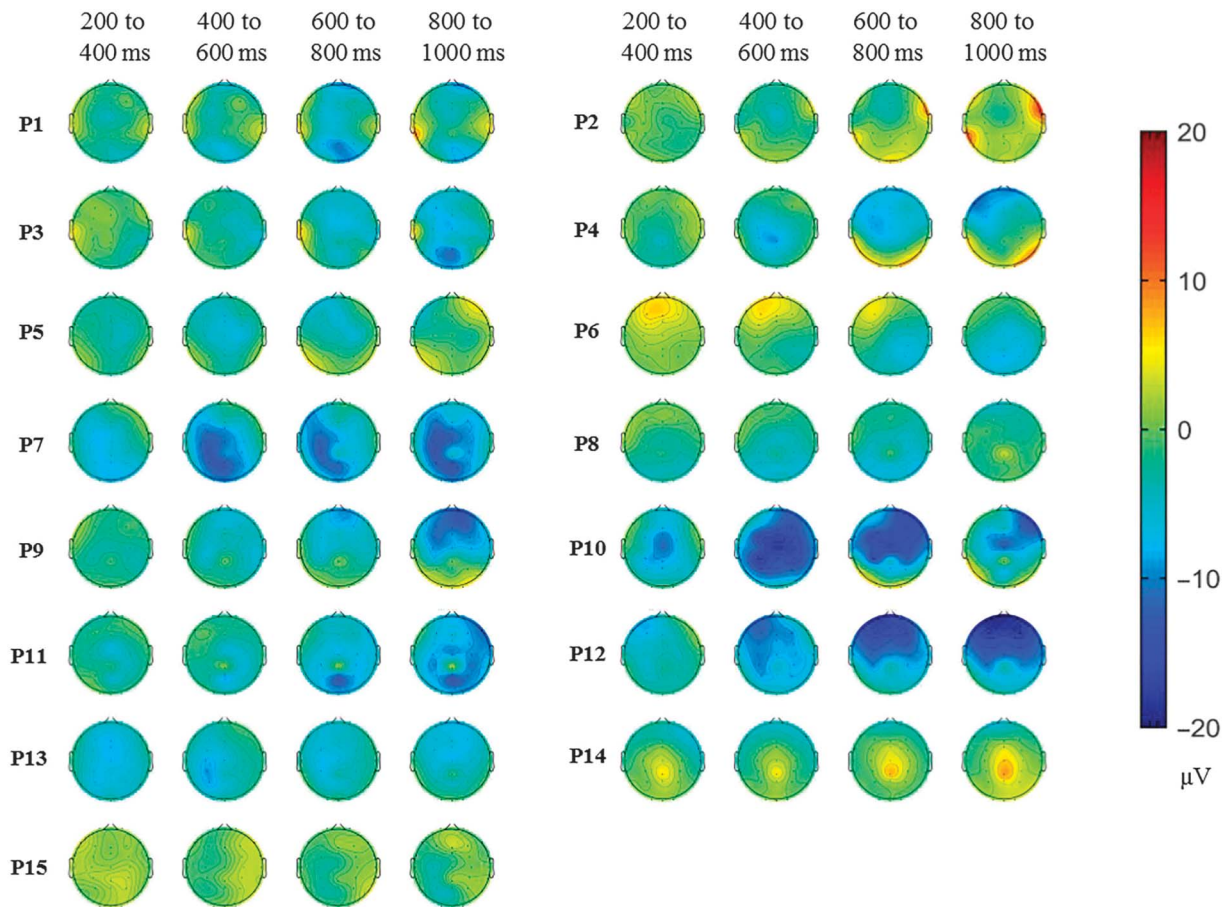 200 to
400 ms
400 to
600 ms
600 to
800 ms
800 to
1000 ms
200 to
400 ms
400 to
600 ms
600 to
800 ms
800 to
1000 ms
P1
P2
P3
P4
P5
P6
P7
P8
P9
P10
P11
P12
P13
P14
P15
20
10
0
−10
−20
µV